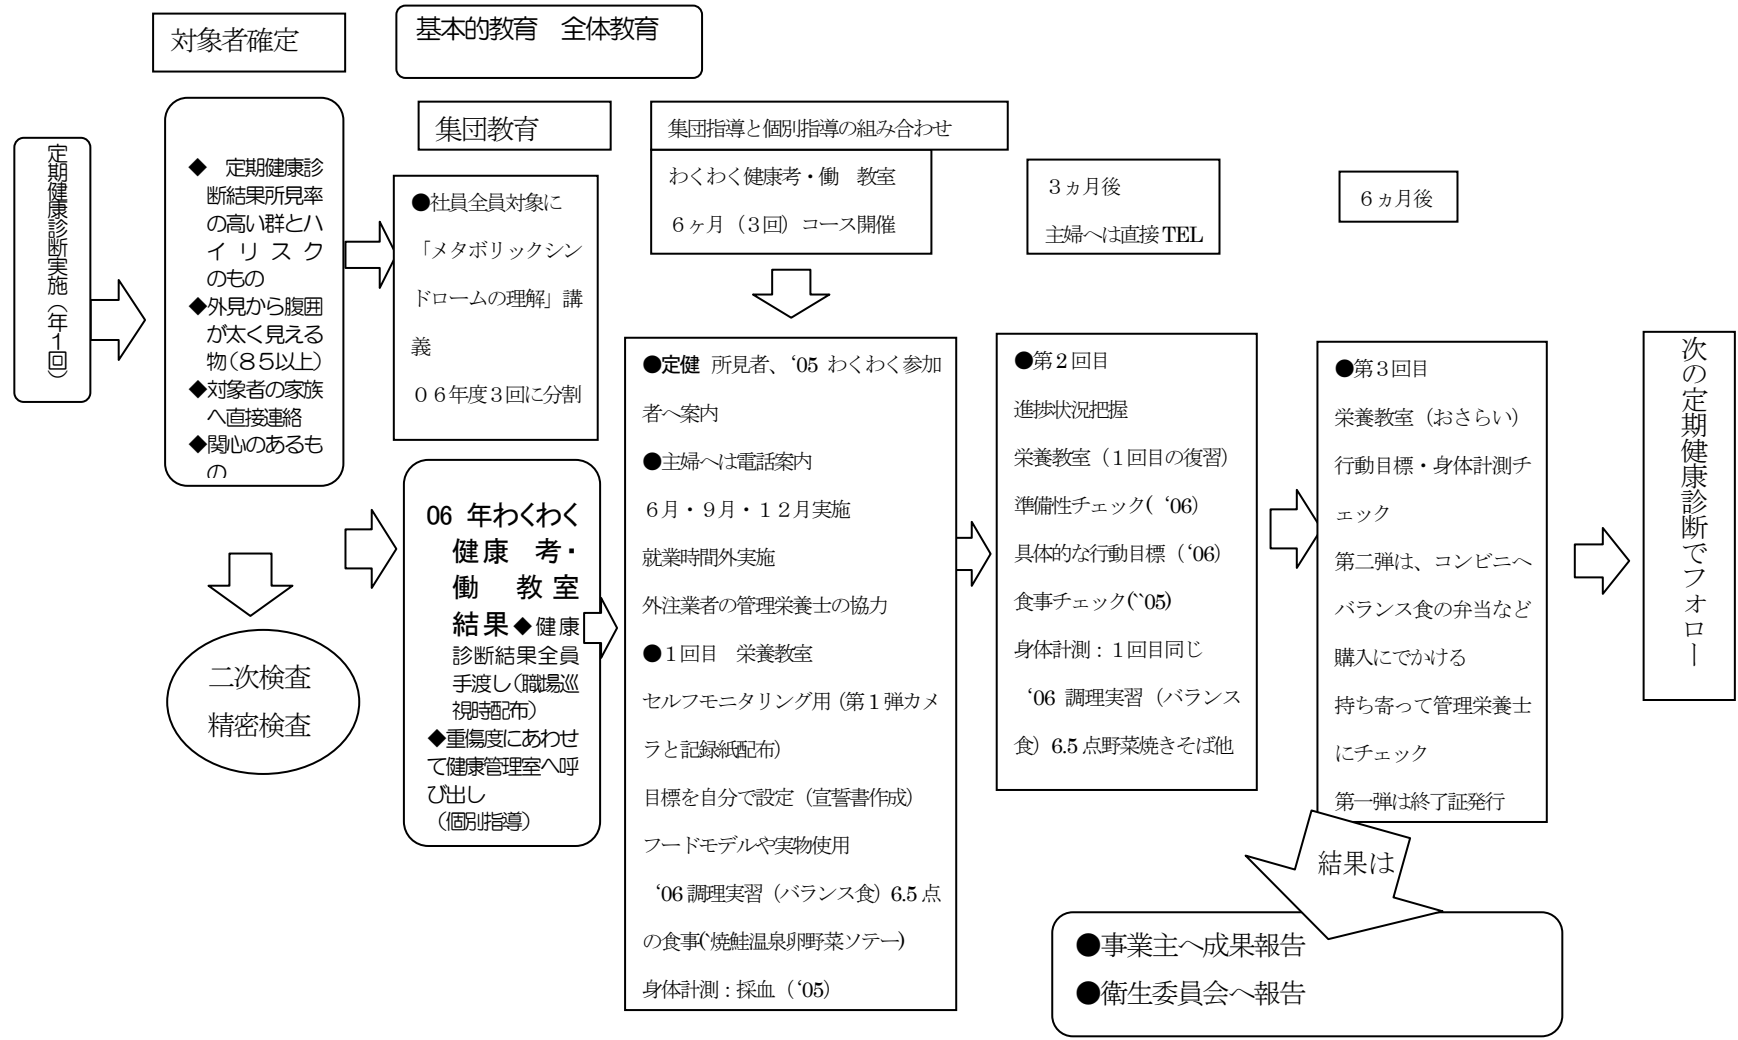 対象者確定
基本的教育　全体教育
定期健康診断実施（年1回）
◆　定期健康診
断結果所見率
の高い群とハ
イリスク
のもの
◆外見から腹囲
が太く見える
物（８５以上）
◆対象者の家族
へ直接連絡
◆関心のあるも
の
二次検査
精密検査
集団教育
●社員全員対象に
「メタボリックシン
ドロームの理解」講
義
０６年度３回に分割
06 年わくわく
健康　考・
働　教室
結果◆健康
診断結果全員
手渡し（職場巡
視時配布）
◆重傷度にあわせ
て健康管理室へ呼
び出し
（個別指導）
集団指導と個別指導の組み合わせ
わくわく健康考・働　教室
６ヶ月（３回）コース開催
●定健 所見者、‘05 わくわく参加
者へ案内
●主婦へは電話案内
６月・９月・１２月実施
就業時間外実施
外注業者の管理栄養士の協力
●１回目　栄養教室
セルフモニタリング用（第１弾カメ
ラと記録紙配布）
目標を自分で設定（宣誓書作成）
フードモデルや実物使用
‘06 調理実習（バランス食）6.5 点
の食事(`焼鮭温泉卵野菜ソテー)
身体計測：採血（‘05）
３ヵ月後
主婦へは直接 TEL
●第２回目
進捗状況把握
栄養教室（１回目の復習）
準備性チェック( ‘06)
具体的な行動目標（‘06）
食事チェック(``05)
身体計測：１回目同じ
‘06 調理実習（バランス
食）6.5 点野菜焼きそば他
６ヵ月後
●第３回目
栄養教室（おさらい）
行動目標・身体計測チ
ェック
第二弾は、コンビニへ
バランス食の弁当など
購入にでかける
持ち寄って管理栄養士
にチェック
第一弾は終了証発行
次の定期健康診断でフォロー
結果は
●事業主へ成果報告
●衛生委員会へ報告